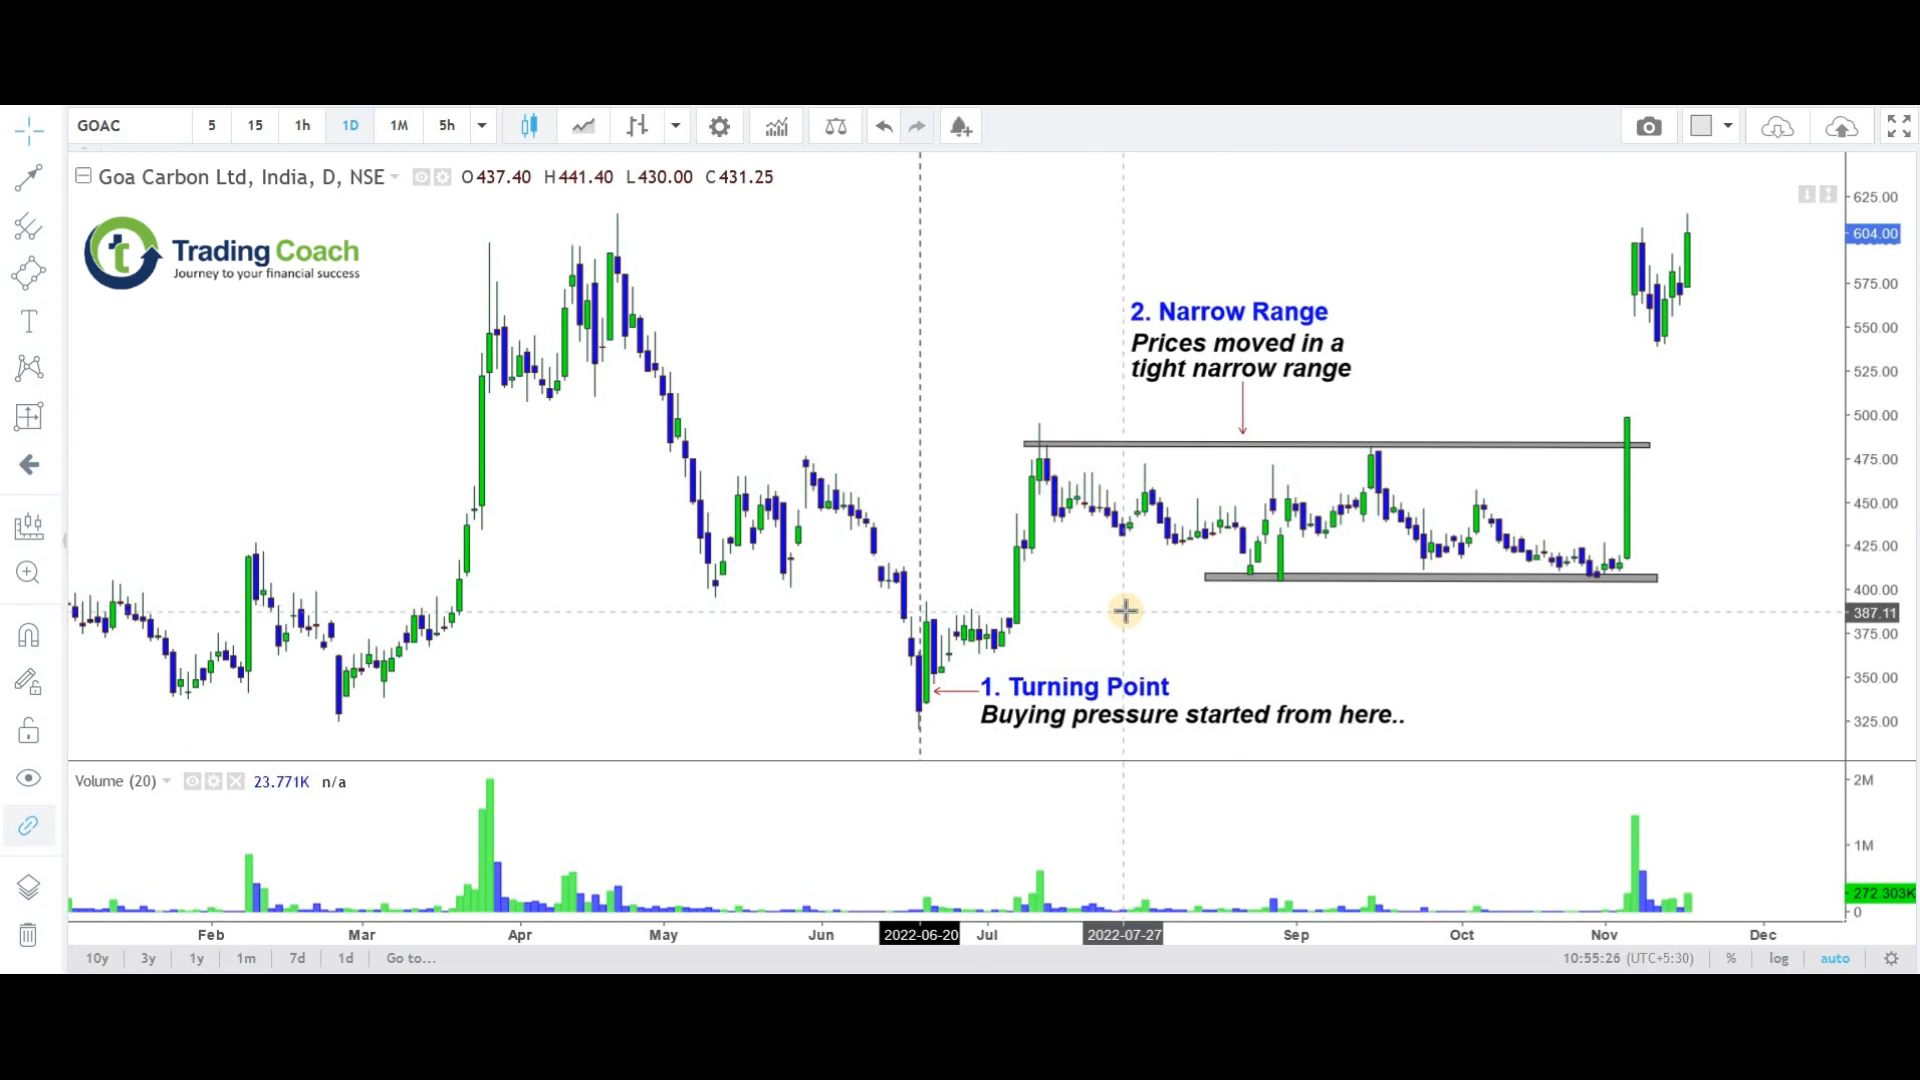 GOAC 5 15 1h 1D 1M 5h
Goa Carbon Ltd, India, D, NSE O437.40 H441.40 L430.00 C431.25
t Trading Coach
Journey to your financial success
2. Narrow Range
Prices moved in a
tight narrow range
1. Turning Point
Buying pressure started from here..
625.00
604.00
575.00
550.00
525.00
500.00
475.00
450.00
425.00
400.00
387.11
375.00
350.00
325.00
Volume (20) 23.771K n/a
2M
1M
272.303K
0
Feb Mar Apr May Jun 2022-06-20 Jul 2022-07-27 Sep Oct Nov Dec
10y 3y 1y 1m 7d 1d Go to... 10:55:26 (UTC+5:30) % log auto